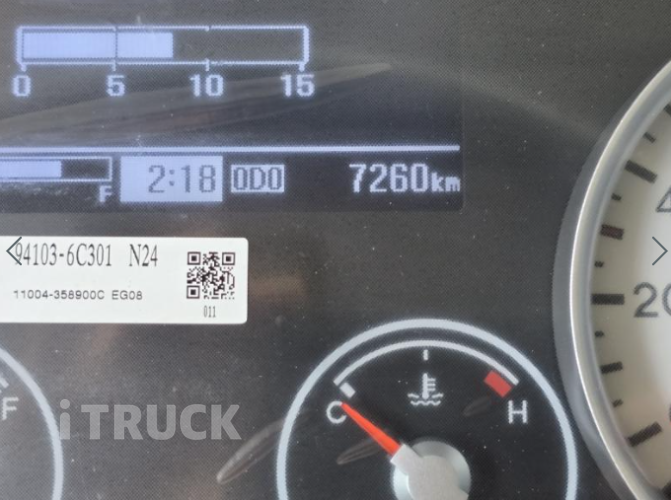 0 5 10 15
F 2:18 ODO 7260km
94103-6C301 N24
11004-358900C EG08
011
20
C H
F
iTRUCK